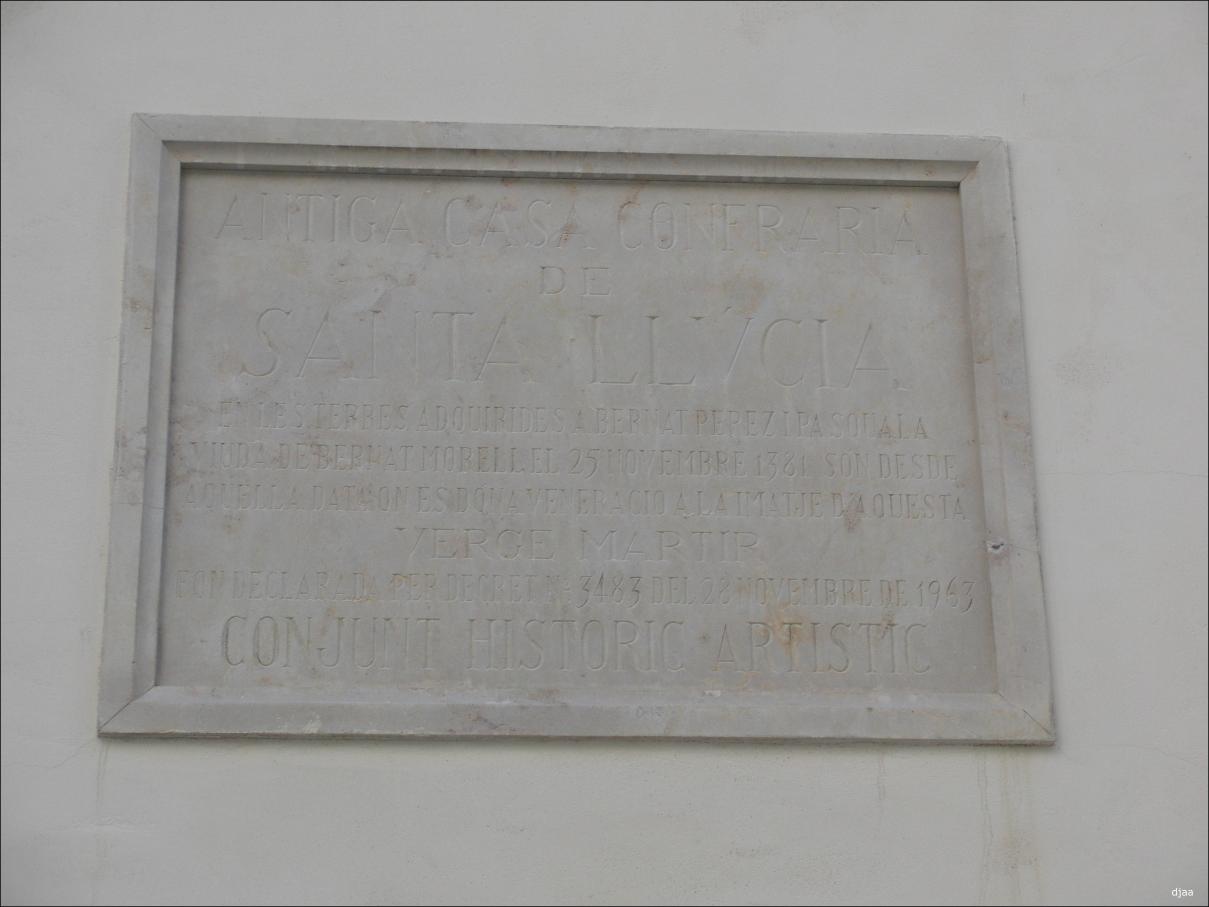 ANTIGA CASA CONFRARIA
DE
SANTA LLÚCIA
EN LES TERRES ADQUIRIDES A BERNAT PEREZ I PASQUALA
VIUDA DE BERNAT MORELL EL 25 NOVEMBRE 1381 SON DESDE
AQUELLA DATA ON ES DONA VENERACIO A LA IMATJE D'AQUESTA
VERGE MARTIR
FON DECLARADA PER DECRET Nº 3483 DEL 28 NOVEMBRE DE 1963
CONJUNT HISTORIC ARTISTIC
djaa